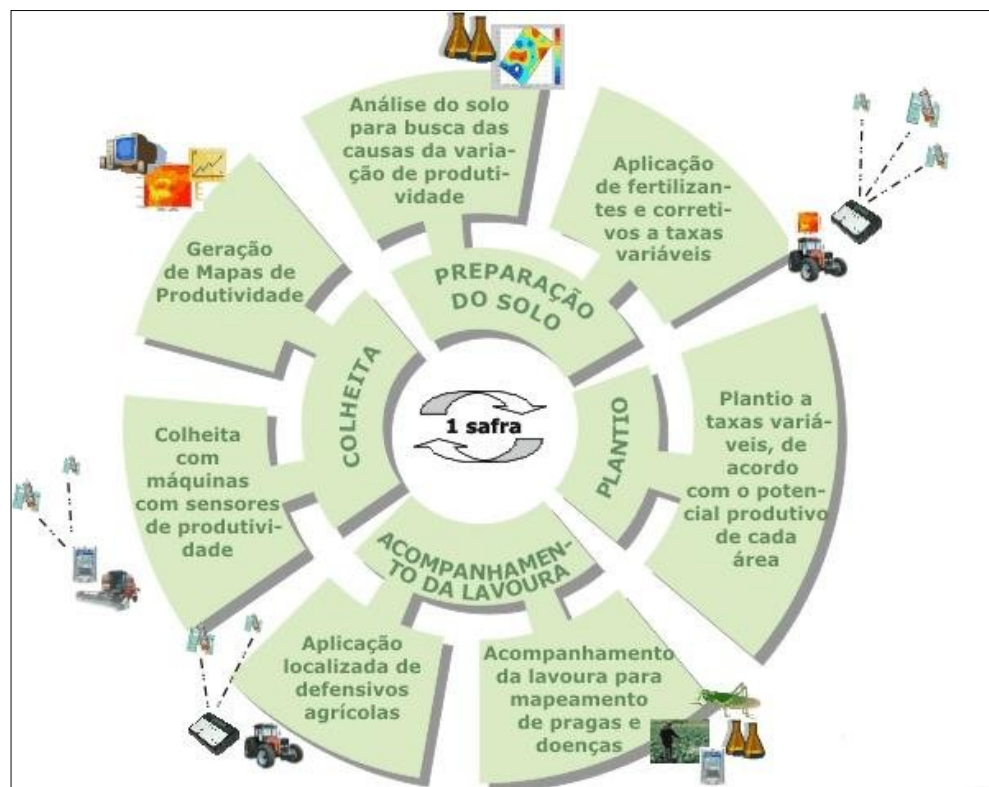 Análise do solo
para busca das
causas da varia-
ção de produti-
vidade
Aplicação
de fertilizan-
tes e correti-
vos a taxas
variáveis
PREPARAÇÃO
DO SOLO
Plantio a
taxas variá-
veis, de
acordo
com o poten-
cial produtivo
de cada
área
PLANTIO
Acompanhamento
da lavoura para
mapeamento
de pragas e
doenças
Aplicação
localizada de
defensivos
agrícolas
ACOMPANHAMEN-
TO DA LAVOURA
Colheita
com
máquinas
com sensores
de produtivi-
dade
Geração
de Mapas de
Produtividade
COLHEITA
1 safra